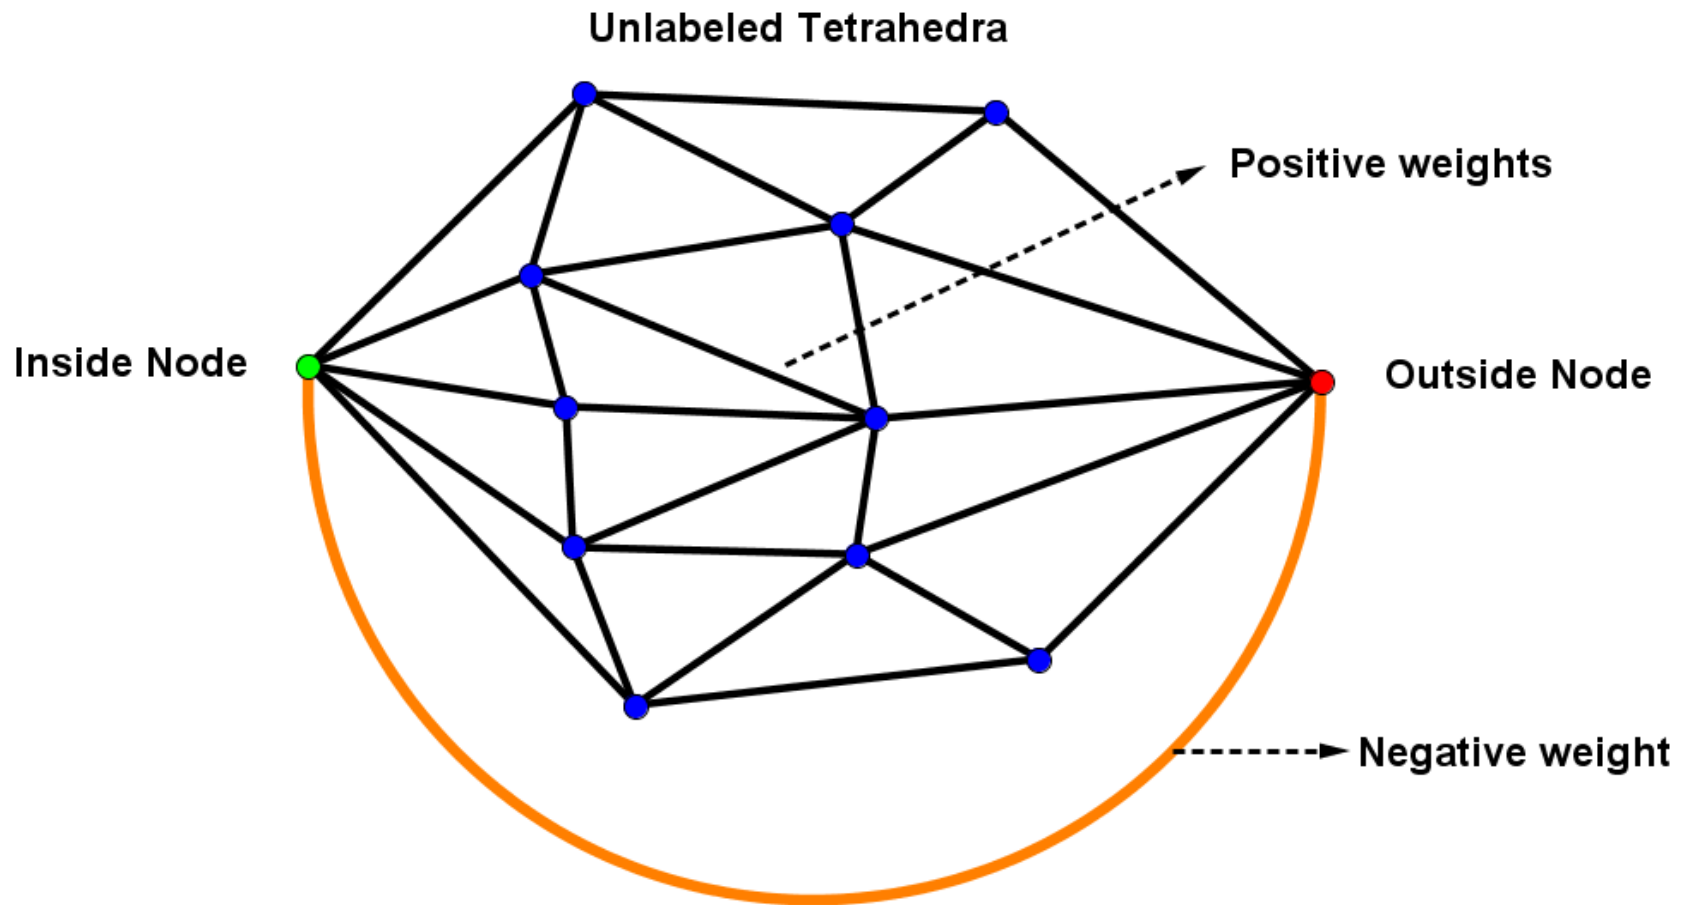 Unlabeled Tetrahedra
Positive weights
Inside Node
Outside Node
Negative weight